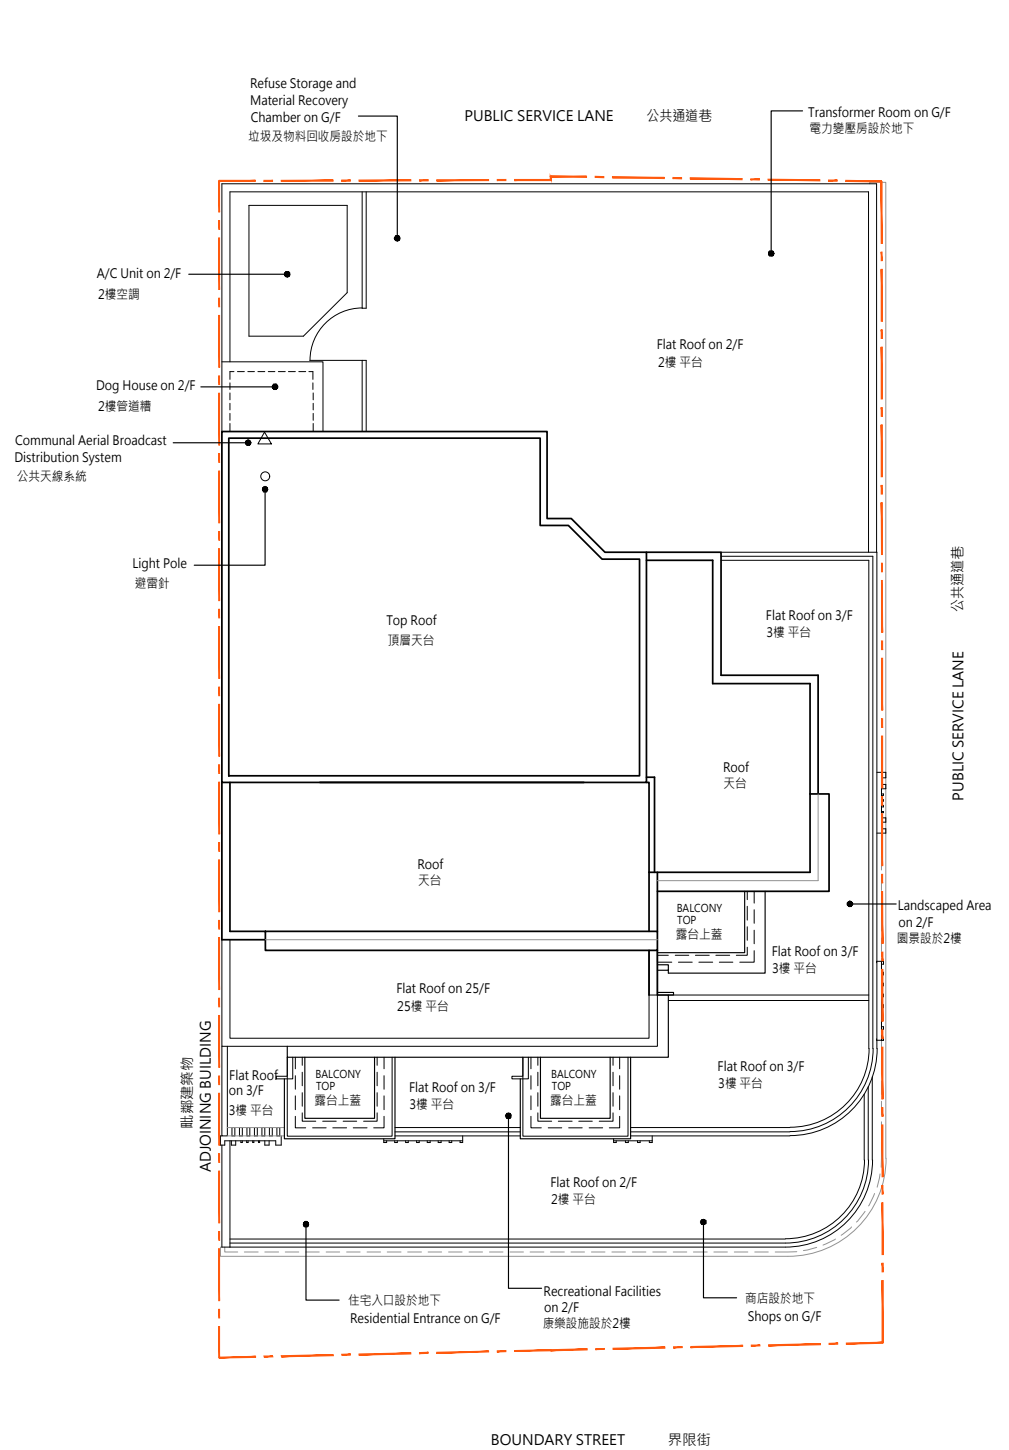 Refuse Storage and
Material Recovery
Chamber on G/F
垃圾及物料回收房設於地下
PUBLIC SERVICE LANE 公共通道巷
Transformer Room on G/F
電力變壓房設於地下
A/C Unit on 2/F
2樓空調
Flat Roof on 2/F
2樓 平台
Dog House on 2/F
2樓管道糟
Communal Aerial Broadcast
Distribution System
公共天線系統
Light Pole
避雷針
Top Roof
頂層天台
Flat Roof on 3/F
3樓 平台
PUBLIC SERVICE LANE 公共通道巷
Roof
天台
Roof
天台
BALCONY
TOP
露台上蓋
Landscaped Area
on 2/F
園景設於2樓
Flat Roof on 3/F
3樓 平台
Flat Roof on 25/F
25樓 平台
ADJOINING BUILDING
毗鄰建築物
Flat Roof
on 3/F
3樓 平台
BALCONY
TOP
露台上蓋
Flat Roof on 3/F
3樓 平台
BALCONY
TOP
露台上蓋
Flat Roof on 3/F
3樓 平台
Flat Roof on 2/F
2樓 平台
住宅入口設於地下
Residential Entrance on G/F
Recreational Facilities
on 2/F
康樂設施設於2樓
商店設於地下
Shops on G/F
BOUNDARY STREET 界限街